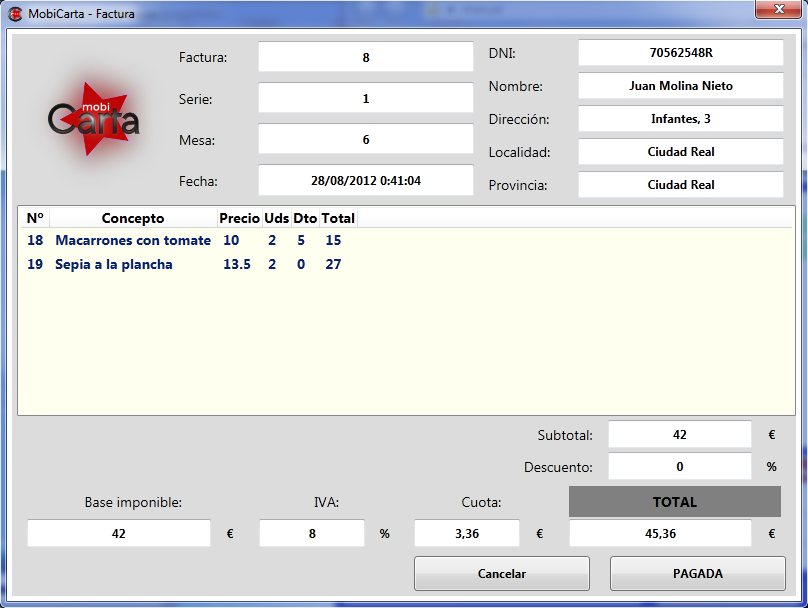 MobiCarta - Factura
mobi
Carta
Factura: 8
Serie: 1
Mesa: 6
Fecha: 28/08/2012 0:41:04
DNI: 70562548R
Nombre: Juan Molina Nieto
Dirección: Infantes, 3
Localidad: Ciudad Real
Provincia: Ciudad Real
Nº Concepto Precio Uds Dto Total
18 Macarrones con tomate 10 2 5 15
19 Sepia a la plancha 13.5 2 0 27
Subtotal: 42 €
Descuento: 0 %
Base imponible: IVA: Cuota: TOTAL
42 € 8 % 3,36 € 45,36 €
Cancelar PAGADA